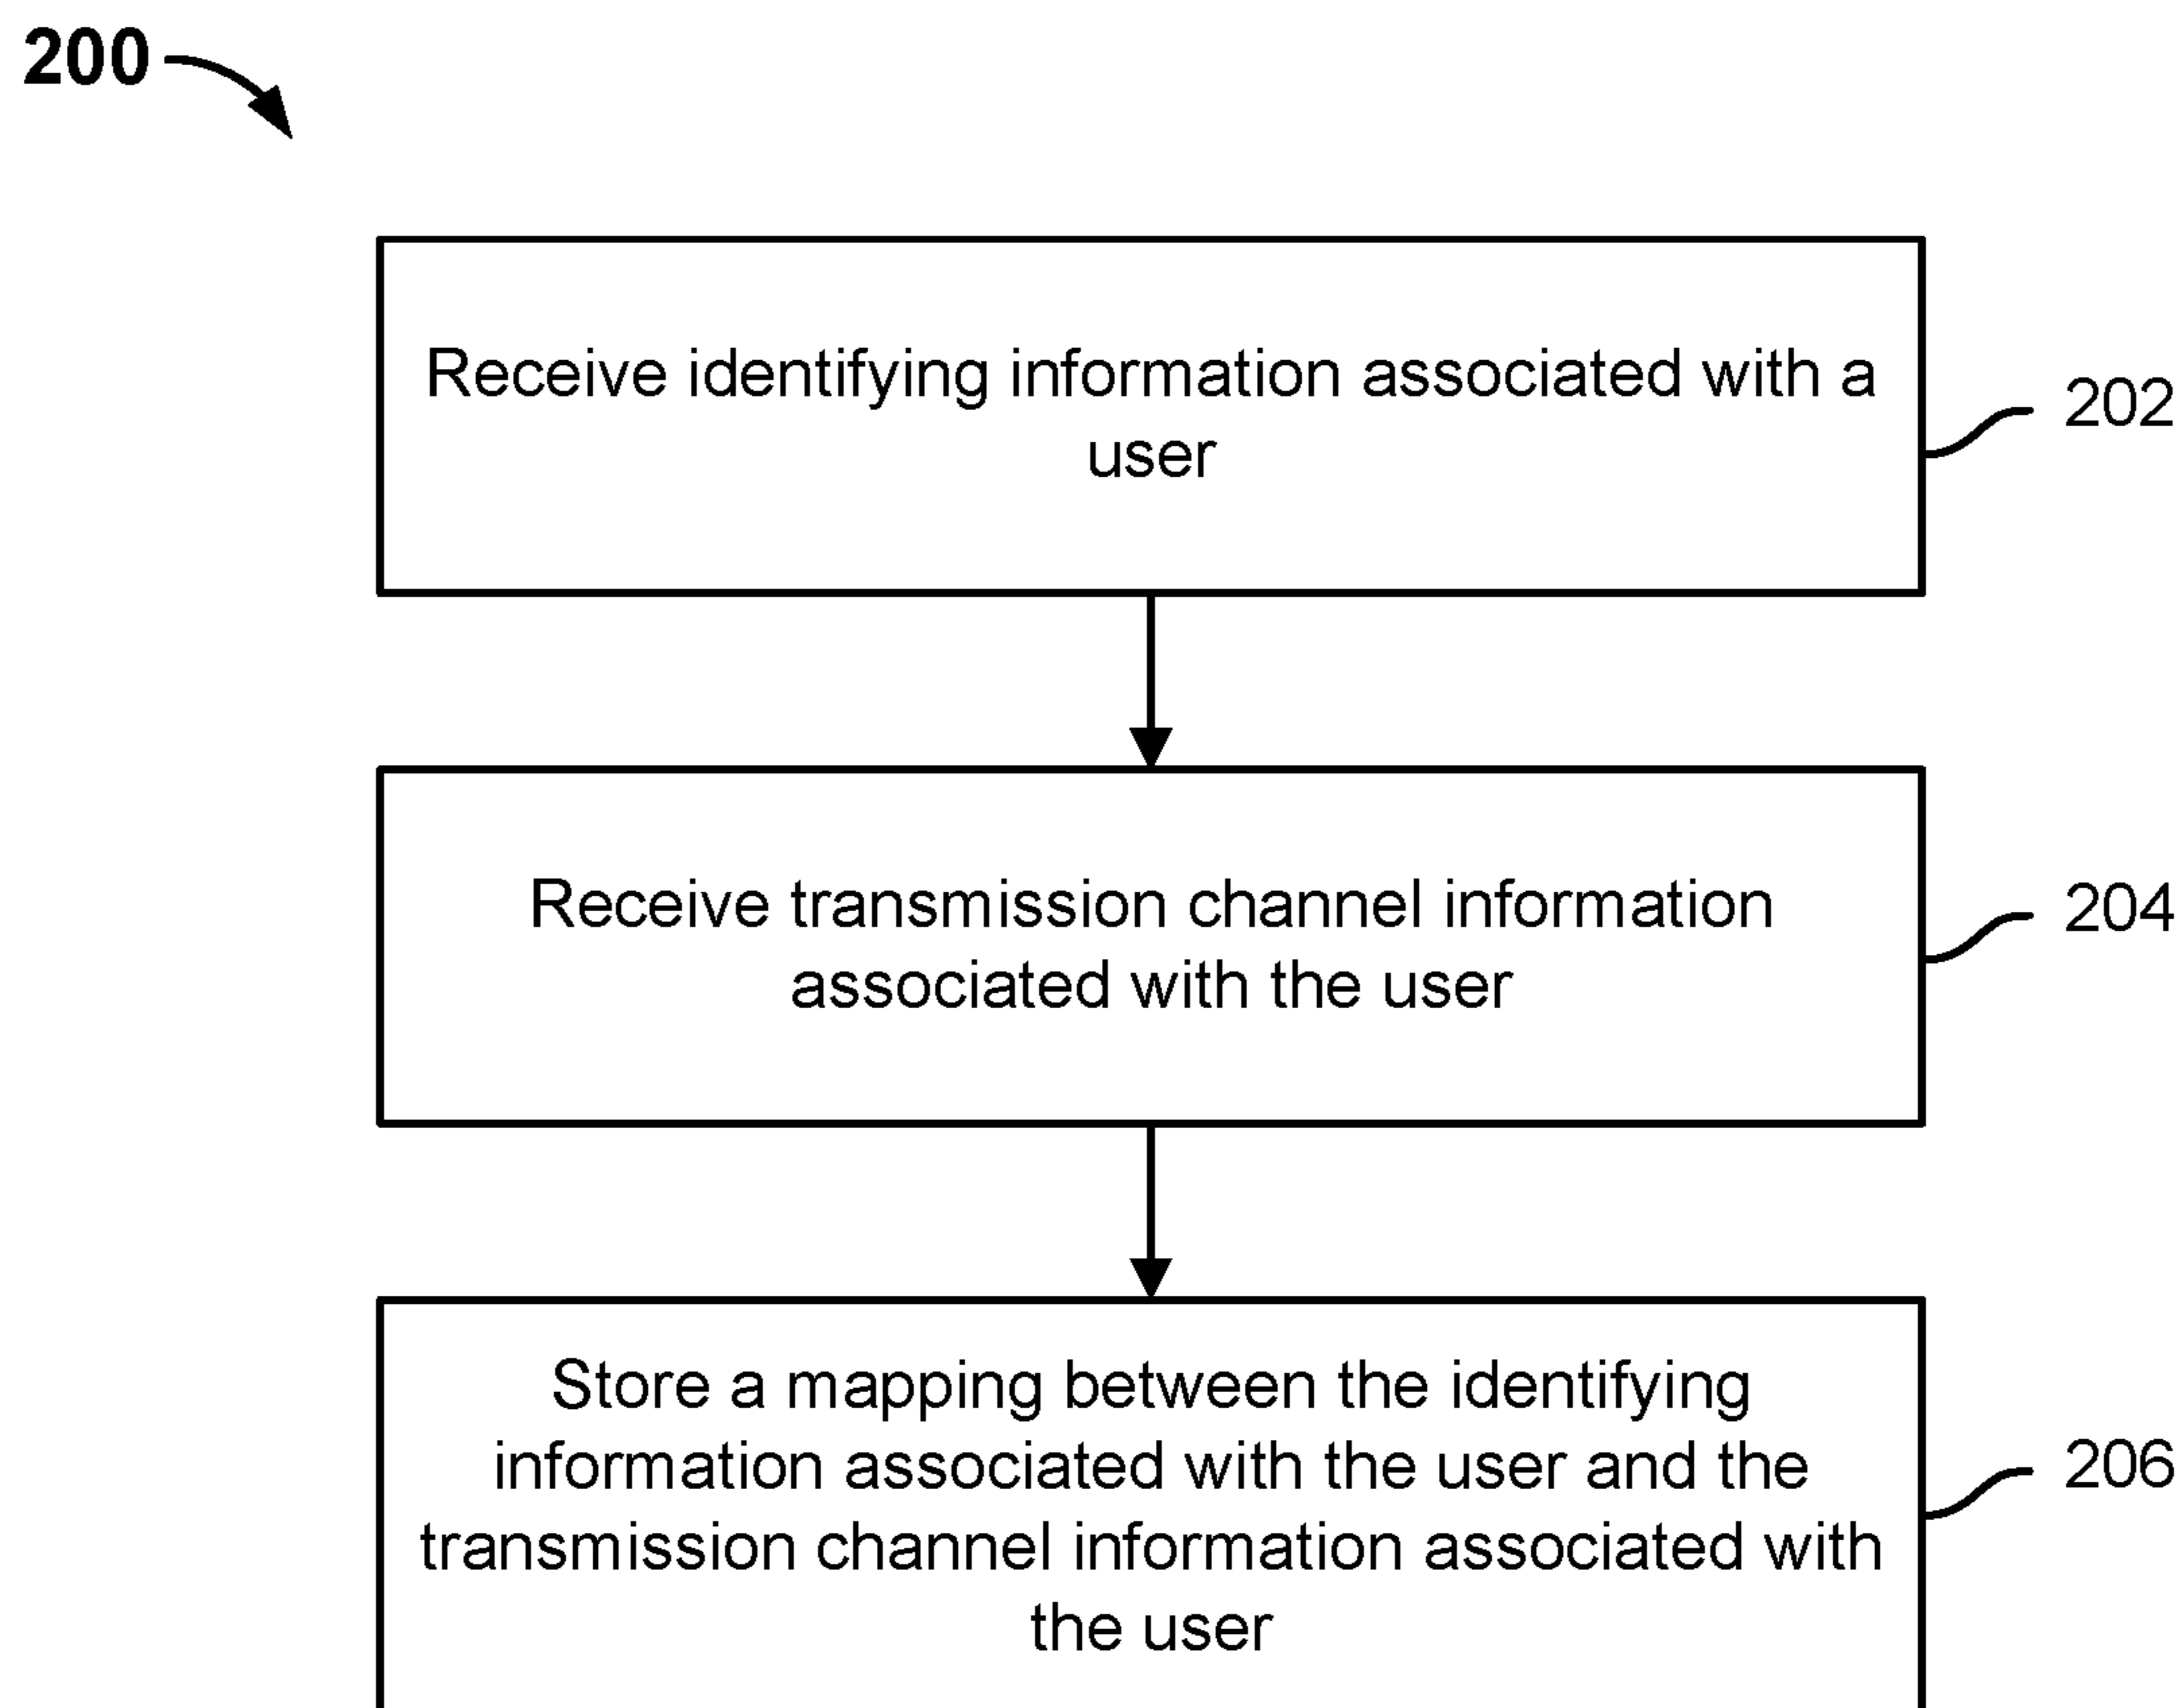 200
Receive identifying information associated with a
user
202
Receive transmission channel information
associated with the user
204
Store a mapping between the identifying
information associated with the user and the
transmission channel information associated with
the user
206